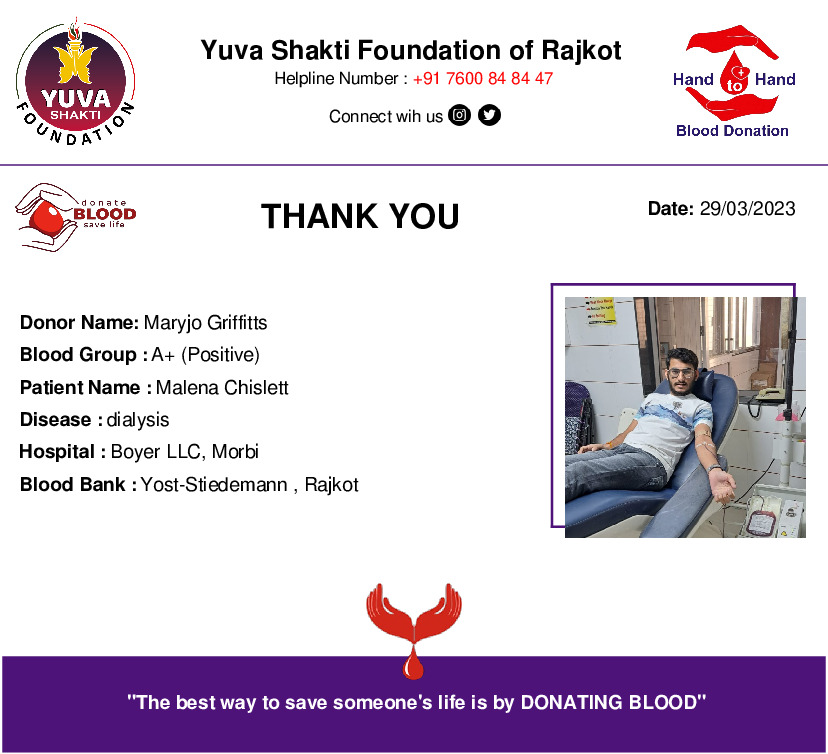 YUVA
SHAKTI
FOUNDATION
Yuva Shakti Foundation of Rajkot
Helpline Number : +91 7600 84 84 47
Connect wih us
Hand to Hand
Blood Donation
donate
BLOOD
save life
THANK YOU
Date: 29/03/2023
Donor Name: Maryjo Griffitts
Blood Group : A+ (Positive)
Patient Name : Malena Chislett
Disease : dialysis
Hospital : Boyer LLC, Morbi
Blood Bank : Yost-Stiedemann , Rajkot
"The best way to save someone's life is by DONATING BLOOD"